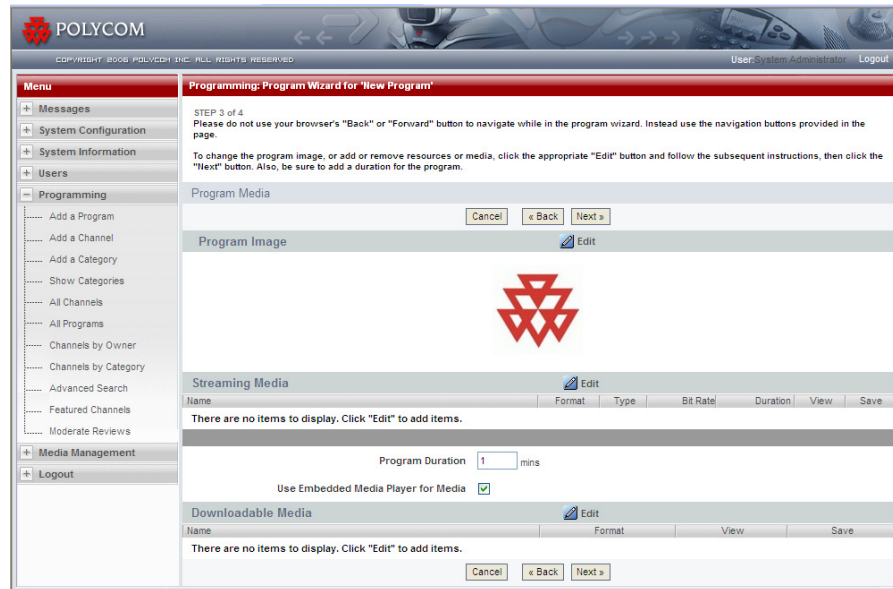 POLYCOM
COPYRIGHT 2006 POLYCOM INC. ALL RIGHTS RESERVED
User:System Administrator Logout
Menu
+ Messages
+ System Configuration
+ System Information
+ Users
− Programming
Add a Program
Add a Channel
Add a Category
Show Categories
All Channels
All Programs
Channels by Owner
Channels by Category
Advanced Search
Featured Channels
Moderate Reviews
+ Media Management
+ Logout
Programming: Program Wizard for 'New Program'
STEP 3 of 4
Please do not use your browser's "Back" or "Forward" button to navigate while in the program wizard. Instead use the navigation buttons provided in the
page.
To change the program image, or add or remove resources or media, click the appropriate "Edit" button and follow the subsequent instructions, then click the
"Next" button. Also, be sure to add a duration for the program.
Program Media
Cancel « Back Next »
Program Image Edit
Streaming Media Edit
Name Format Type Bit Rate Duration View Save
There are no items to display. Click "Edit" to add items.
Program Duration 1 mins
Use Embedded Media Player for Media
Downloadable Media Edit
Name Format View Save
There are no items to display. Click "Edit" to add items.
Cancel « Back Next »